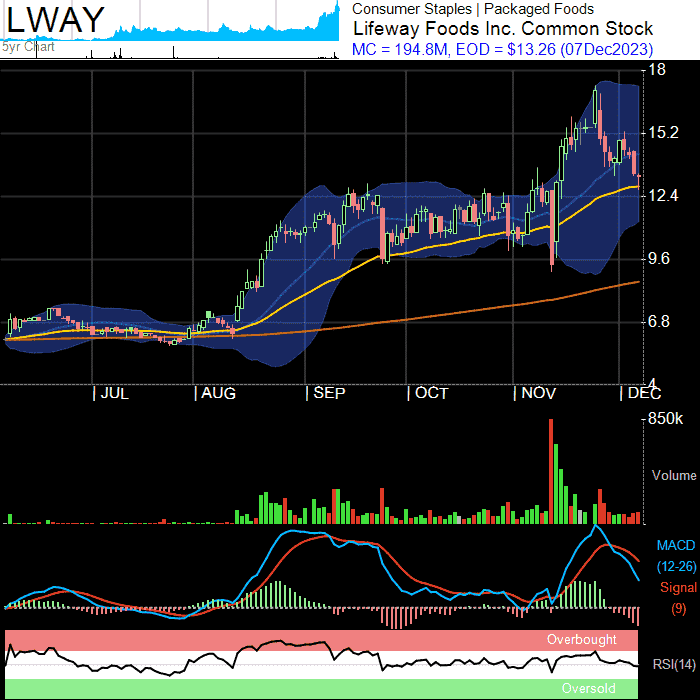 LWAY
5yr Chart
Consumer Staples | Packaged Foods
Lifeway Foods Inc. Common Stock
MC = 194.8M, EOD = $13.26 (07Dec2023)
18
15.2
12.4
9.6
6.8
4
| JUL | AUG | SEP | OCT | NOV | DEC
850k
Volume
MACD
(12-26)
Signal
(9)
Overbought
RSI(14)
Oversold